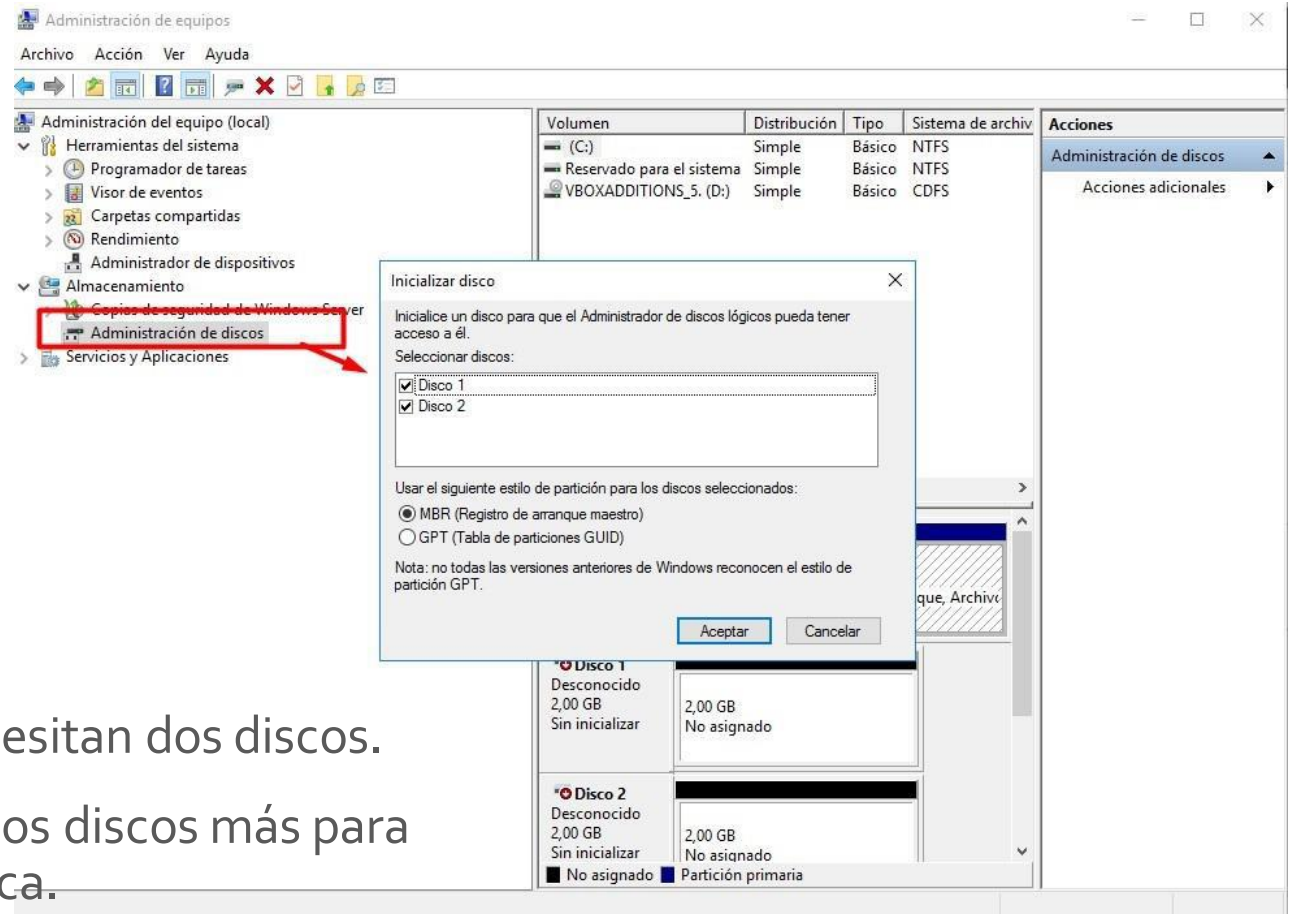 Administración de equipos
Archivo Acción Ver Ayuda
Administración del equipo (local)
Herramientas del sistema
Programador de tareas
Visor de eventos
Carpetas compartidas
Rendimiento
Administrador de dispositivos
Almacenamiento
Copias de seguridad de Windows Server
Administración de discos
Servicios y Aplicaciones
Volumen Distribución Tipo Sistema de archiv
(C:) Simple Básico NTFS
Reservado para el sistema Simple Básico NTFS
VBOXADDITIONS_5. (D:) Simple Básico CDFS
Acciones
Administración de discos
Acciones adicionales
Inicializar disco
Inicialice un disco para que el Administrador de discos lógicos pueda tener
acceso a él.
Seleccionar discos:
Disco 1
Disco 2
Usar el siguiente estilo de partición para los discos seleccionados:
MBR (Registro de arranque maestro)
GPT (Tabla de particiones GUID)
Nota: no todas las versiones anteriores de Windows reconocen el estilo de
partición GPT.
Aceptar Cancelar
que, Archivo
Disco 1
Desconocido
2,00 GB
Sin inicializar
2,00 GB
No asignado
Disco 2
Desconocido
2,00 GB
Sin inicializar
2,00 GB
No asignado
No asignado Partición primaria
esitan dos discos.
os discos más para
ca.